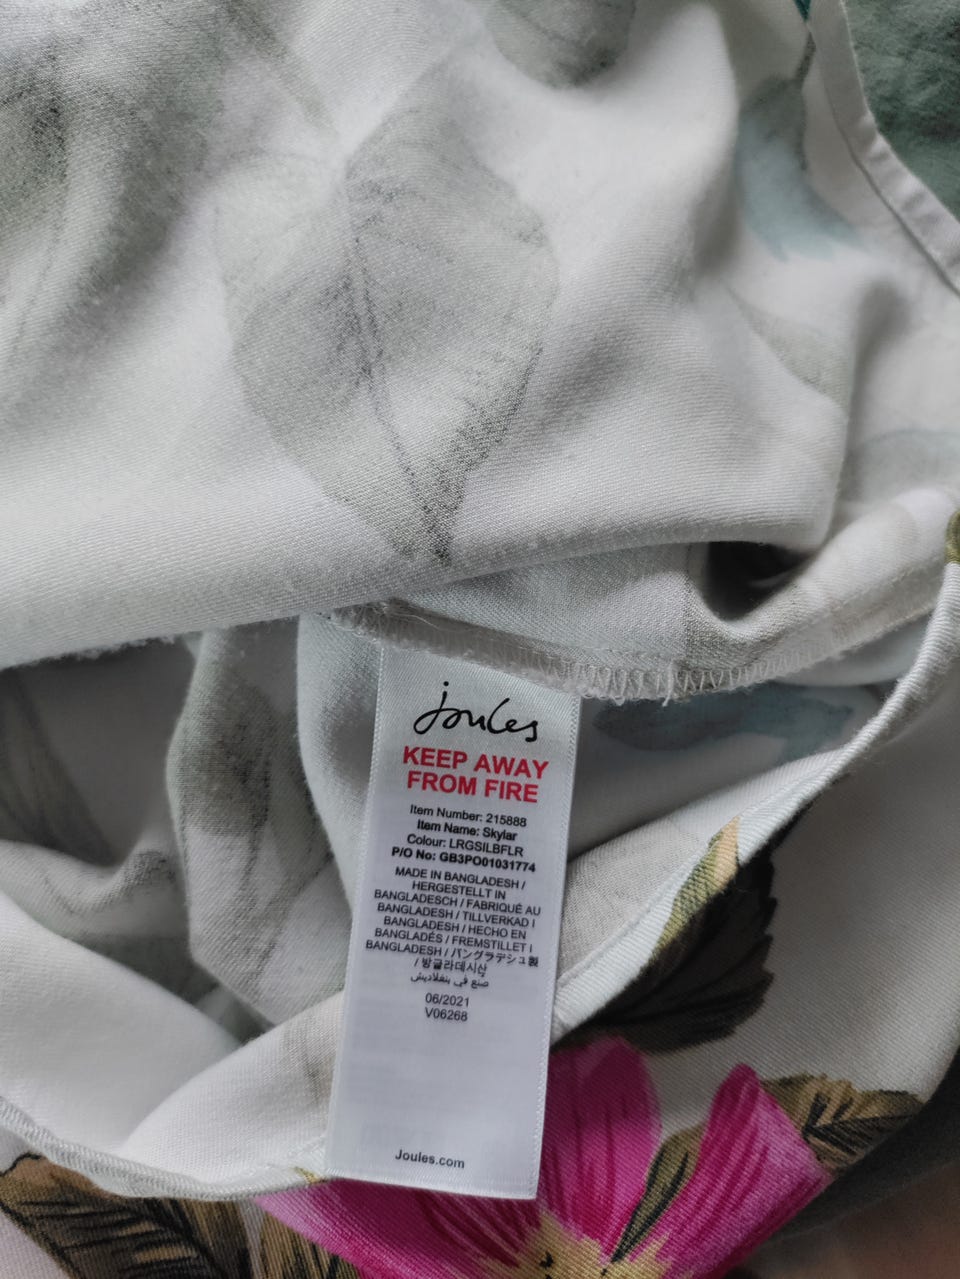 joules
KEEP AWAY
FROM FIRE
Item Number: 215888
Item Name: Skylar
Colour: LRGSILBFLR
P/O No: GB3PO01031774
MADE IN BANGLADESH /
HERGESTELLT IN
BANGLADESCH / FABRIQUÉ AU
BANGLADESH / TILLVERKAD I
BANGLADESH / HECHO EN
BANGLADÉS / FREMSTILLET I
BANGLADESH / バングラデシュ製
/ 방글라데시산
صنع في بنغلاديش
06/2021
V06268
Joules.com